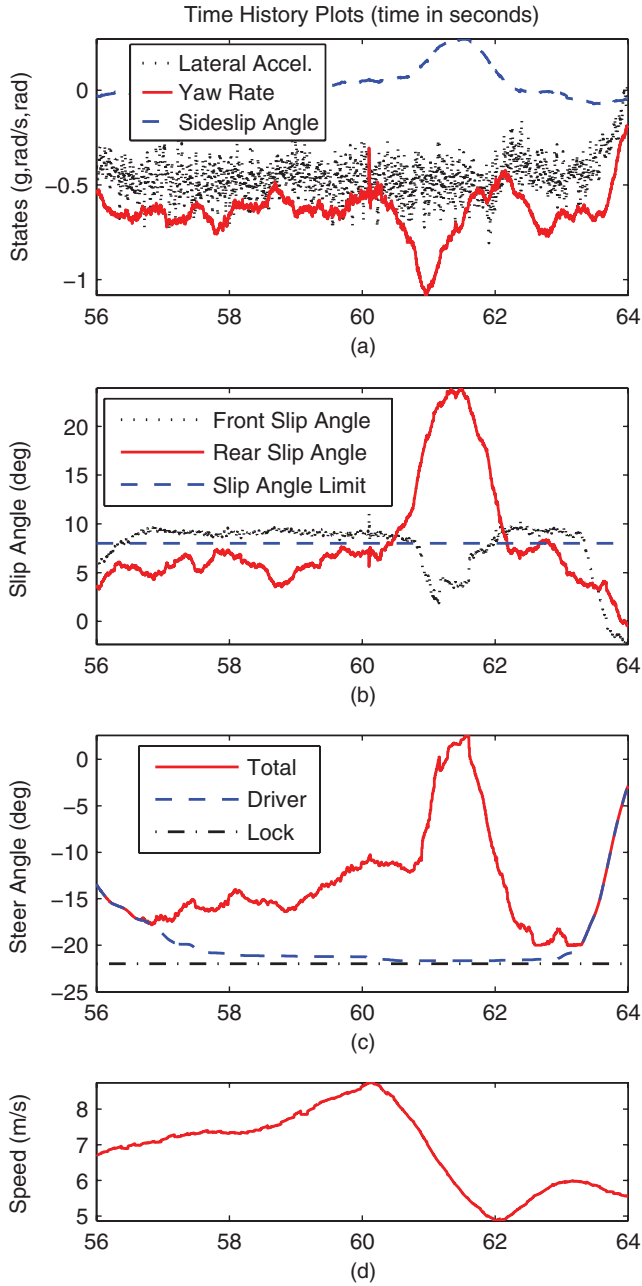 Time History Plots (time in seconds)
Lateral Accel.
Yaw Rate
Sideslip Angle
States (g,rad/s,rad)
0
−0.5
−1
56 58 60 62 64
(a)
Front Slip Angle
Rear Slip Angle
Slip Angle Limit
Slip Angle (deg)
20
15
10
5
0
56 58 60 62 64
(b)
Total
Driver
Lock
Steer Angle (deg)
0
−5
−10
−15
−20
−25
56 58 60 62 64
(c)
Speed (m/s)
8
7
6
5
56 58 60 62 64
(d)